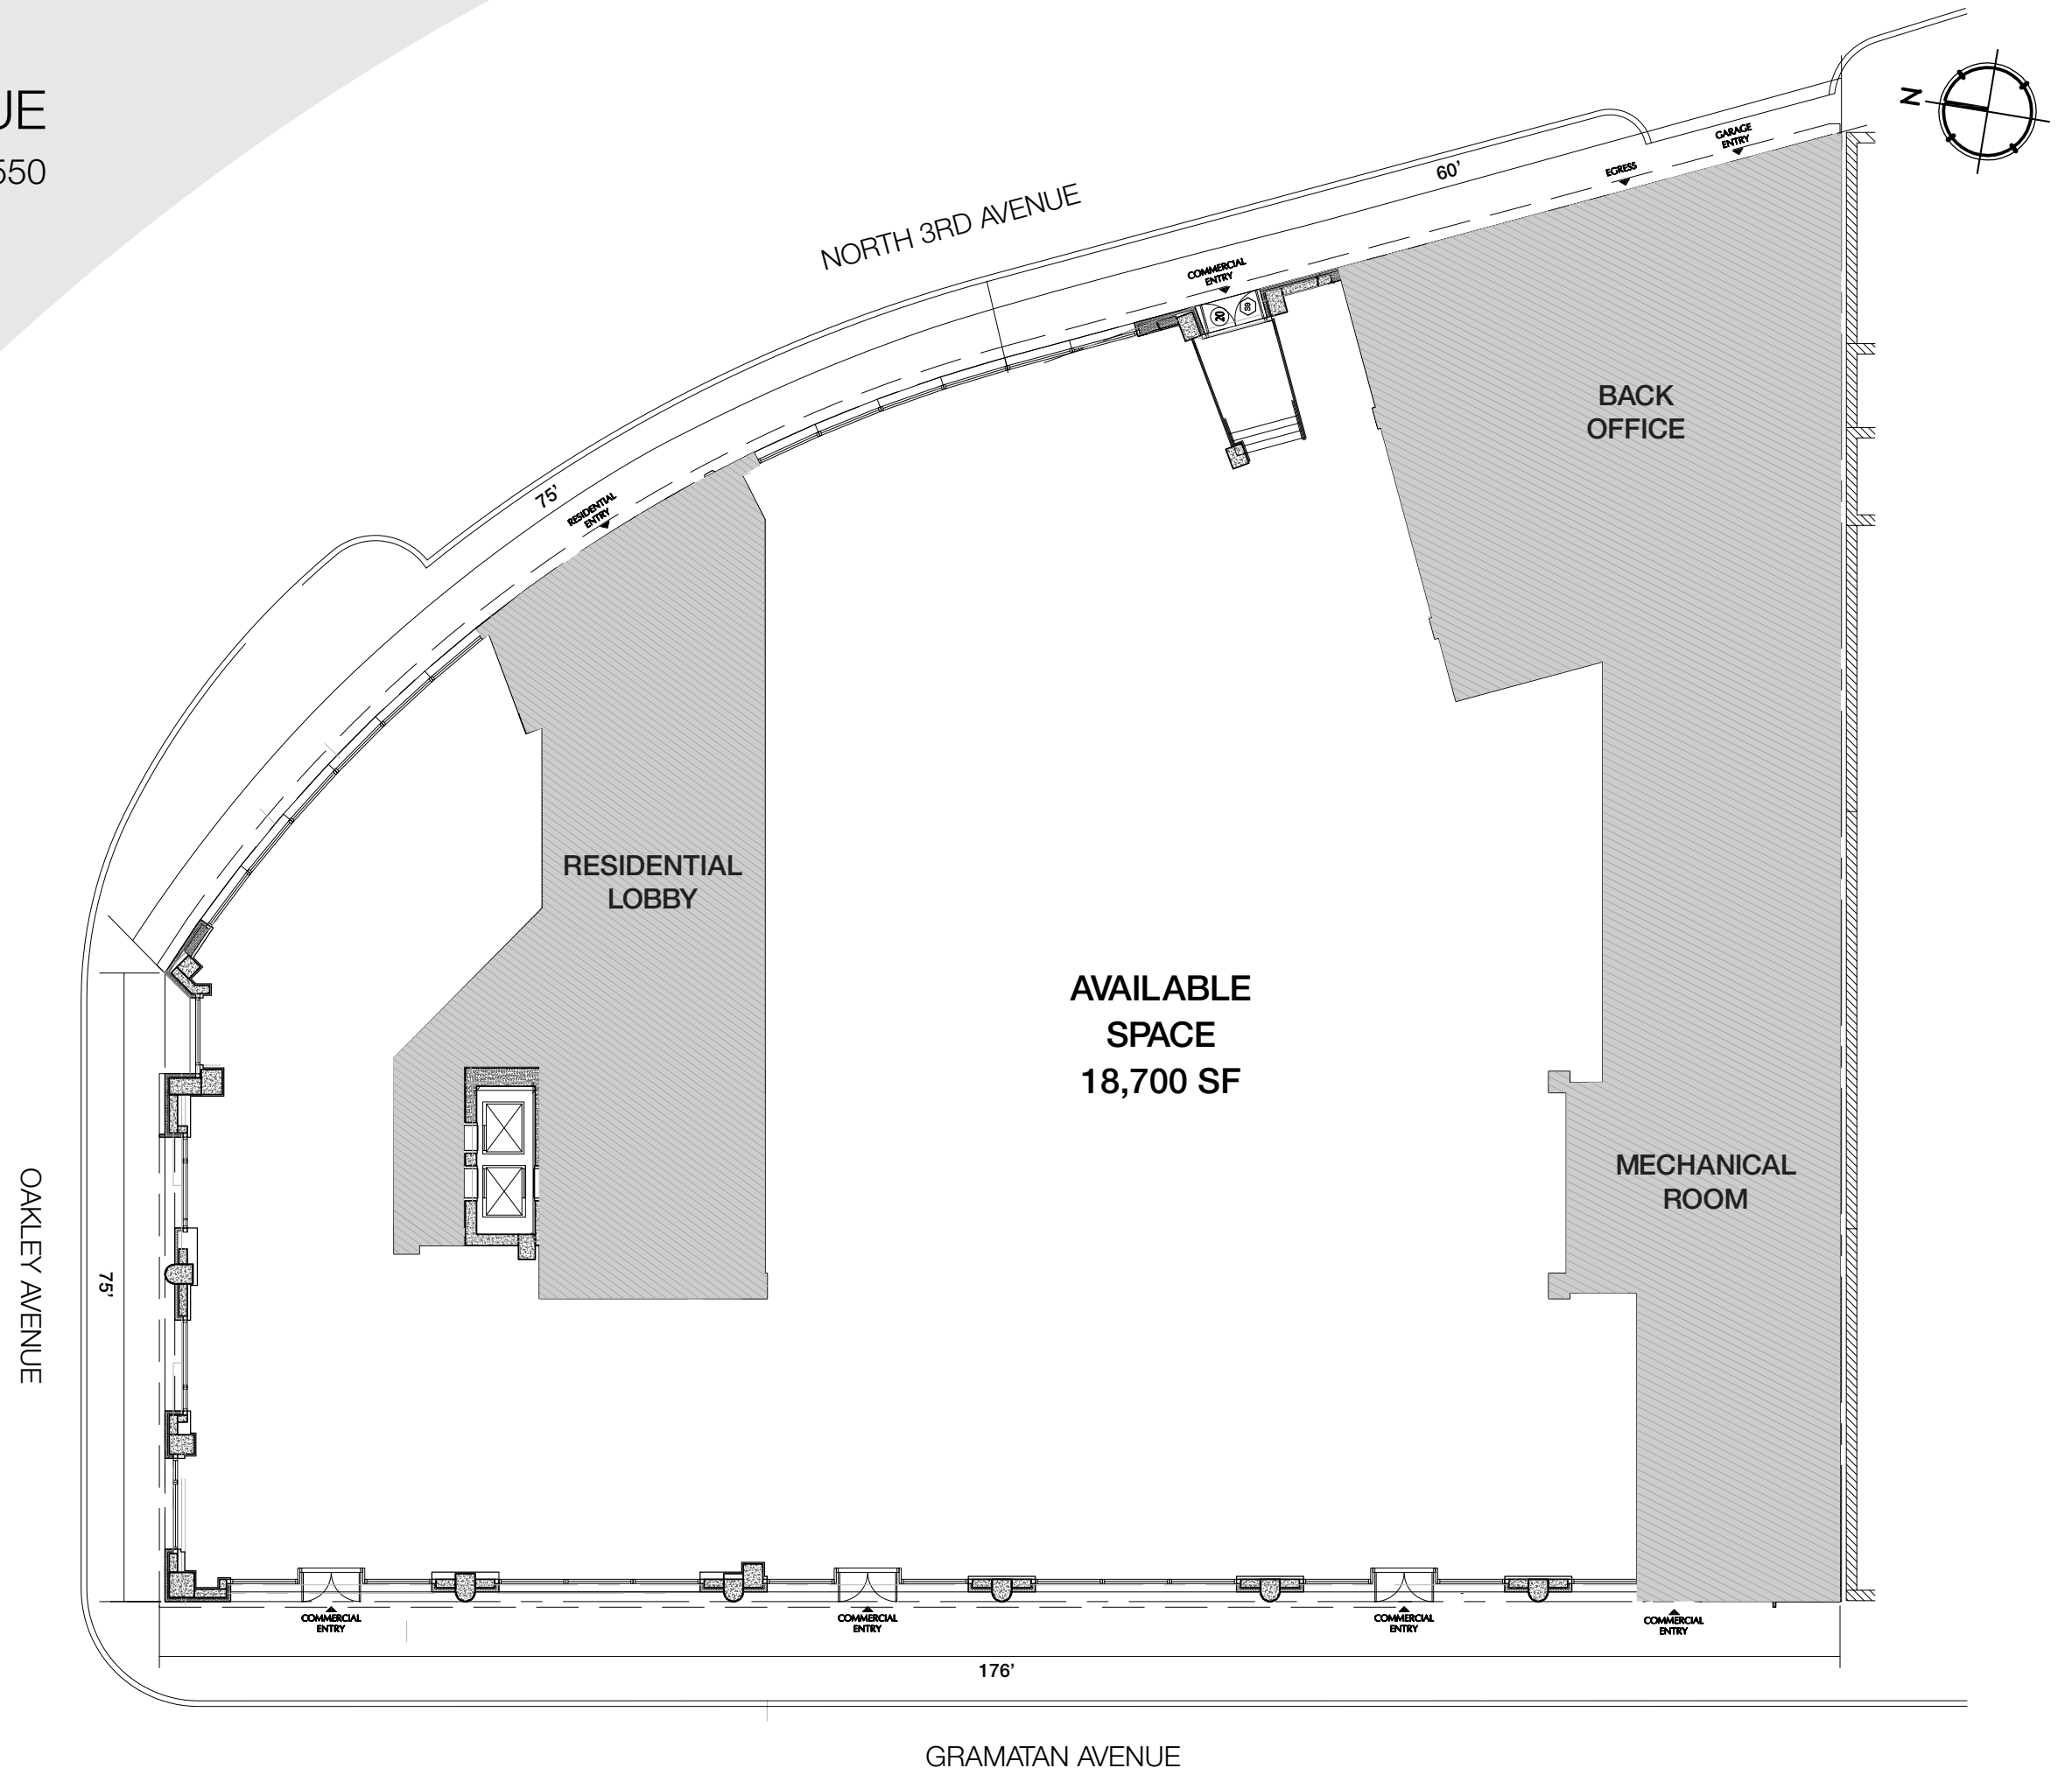 UE
550
N
GARAGE
ENTRY
EGRESS
60’
NORTH 3RD AVENUE
COMMERCIAL
ENTRY
20
BACK
OFFICE
75’
RESIDENTIAL
ENTRY
RESIDENTIAL
LOBBY
AVAILABLE
SPACE
18,700 SF
MECHANICAL
ROOM
OAKLEY AVENUE
75’
COMMERCIAL
ENTRY
COMMERCIAL
ENTRY
COMMERCIAL
ENTRY
COMMERCIAL
ENTRY
176’
GRAMATAN AVENUE